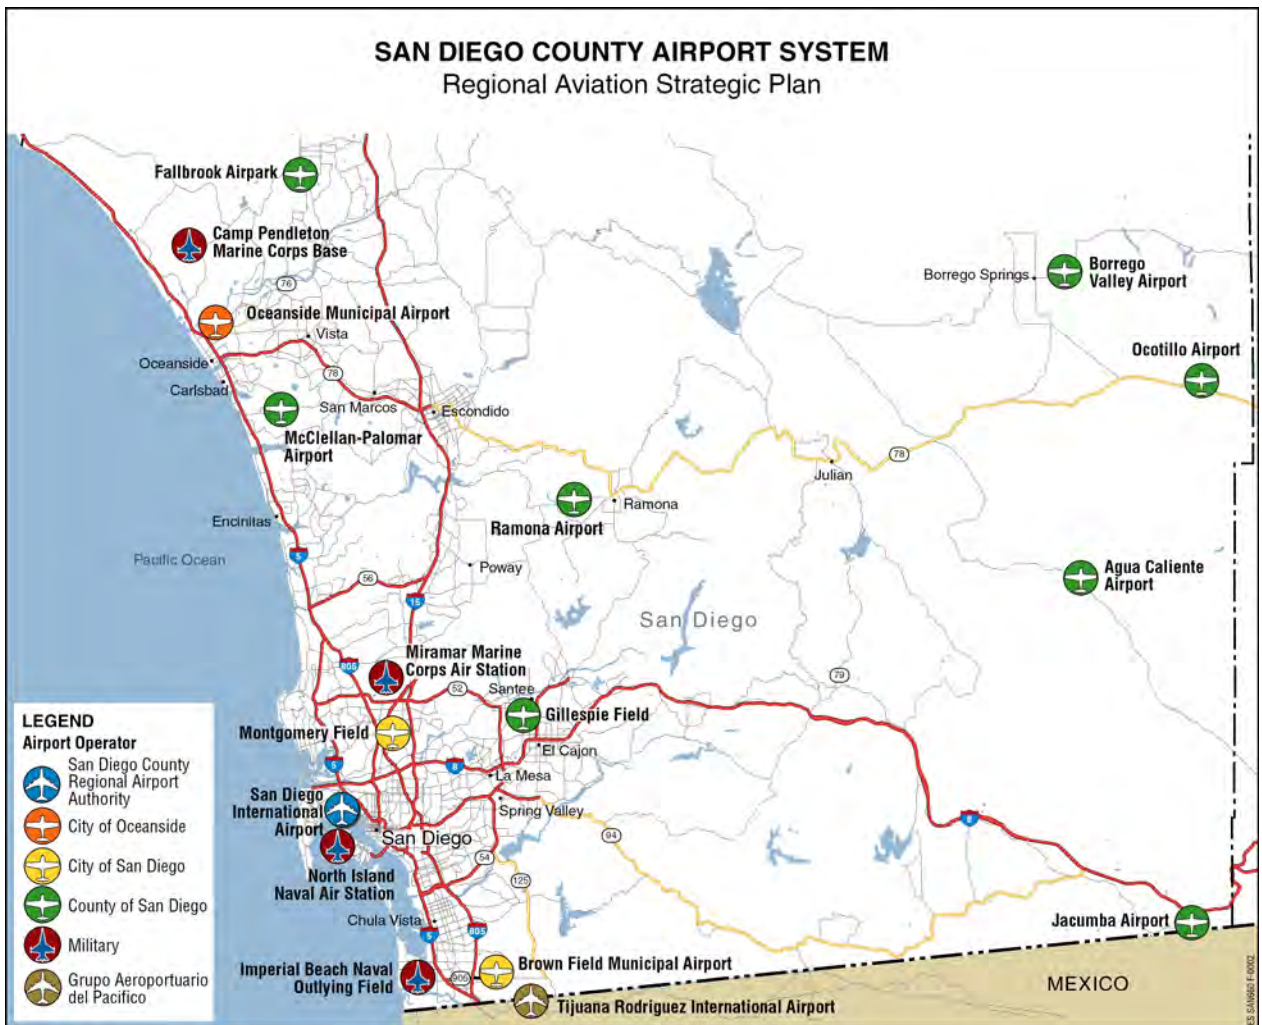 SAN DIEGO COUNTY AIRPORT SYSTEM
Regional Aviation Strategic Plan
Fallbrook Airpark
Camp Pendleton
Marine Corps Base
76
Oceanside Municipal Airport
Vista
Oceanside
Carlsbad
78
San Marcos
Escondido
McClellan-Palomar
Airport
Borrego Springs
Borrego
Valley Airport
Ocotillo Airport
78
Julian
Ramona
Ramona Airport
Encinitas
Pacific Ocean
5
56
Poway
15
Agua Caliente
Airport
San Diego
Miramar Marine
Corps Air Station
805
52
Santee
79
Gillespie Field
Montgomery Field
El Cajon
5
8
La Mesa
San Diego
International
Airport
Spring Valley
San Diego
94
8
North Island
Naval Air Station
54
125
Chula Vista
5
805
Jacumba Airport
Imperial Beach Naval
Outlying Field
905
Brown Field Municipal Airport
Tijuana Rodriguez International Airport
MEXICO
LEGEND
Airport Operator
San Diego County
Regional Airport
Authority
City of Oceanside
City of San Diego
County of San Diego
Military
Grupo Aeroportuario
del Pacifico